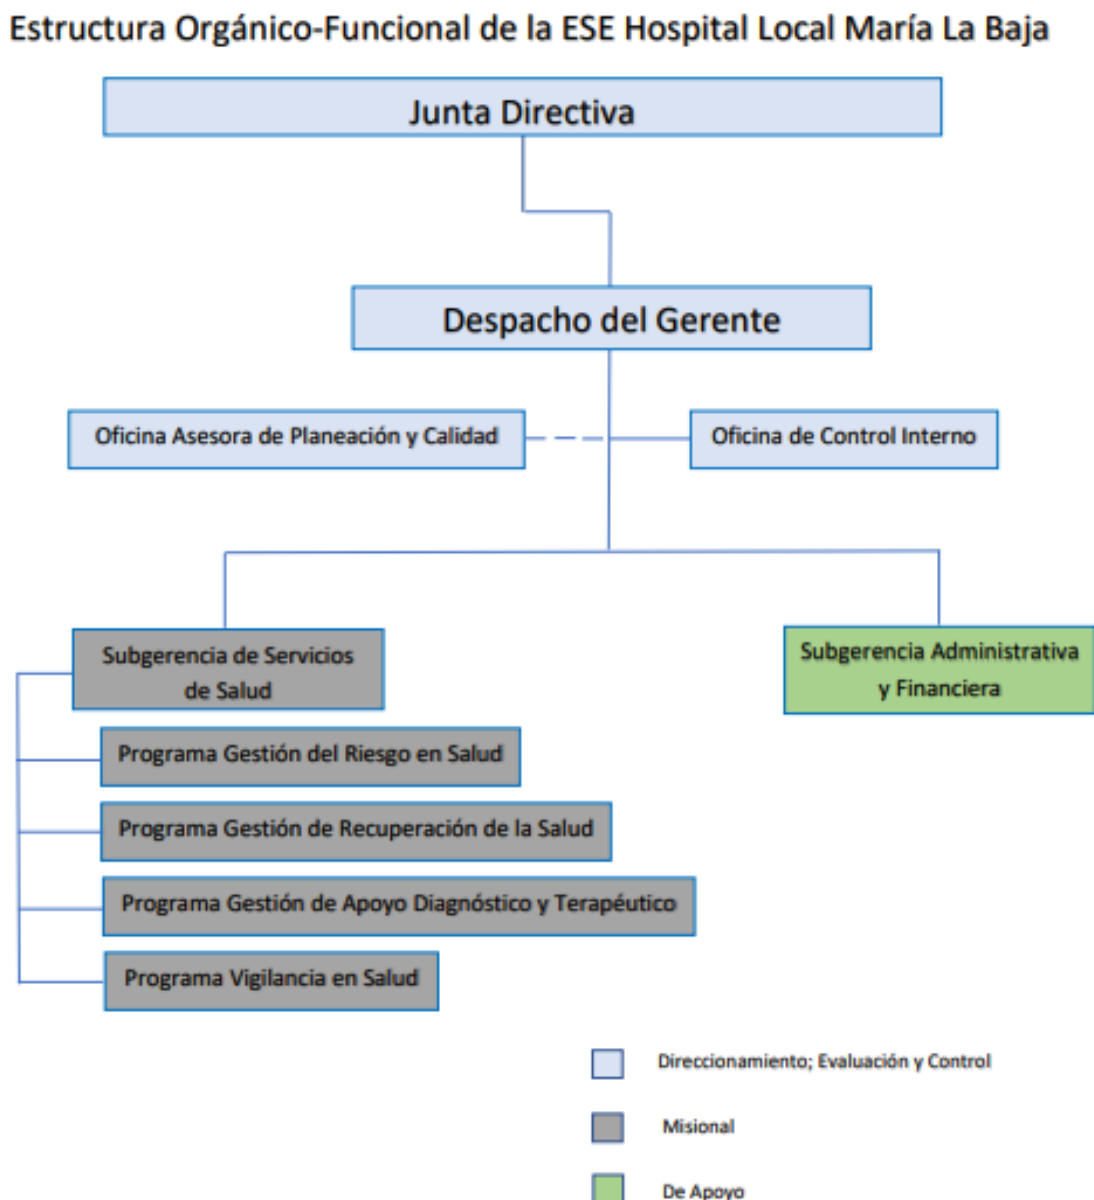 Estructura Orgánico-Funcional de la ESE Hospital Local María La Baja
Junta Directiva
Despacho del Gerente
Oficina Asesora de Planeación y Calidad
Oficina de Control Interno
Subgerencia de Servicios
de Salud
Subgerencia Administrativa
y Financiera
Programa Gestión del Riesgo en Salud
Programa Gestión de Recuperación de la Salud
Programa Gestión de Apoyo Diagnóstico y Terapéutico
Programa Vigilancia en Salud
Direccionamiento; Evaluación y Control
Misional
De Apoyo